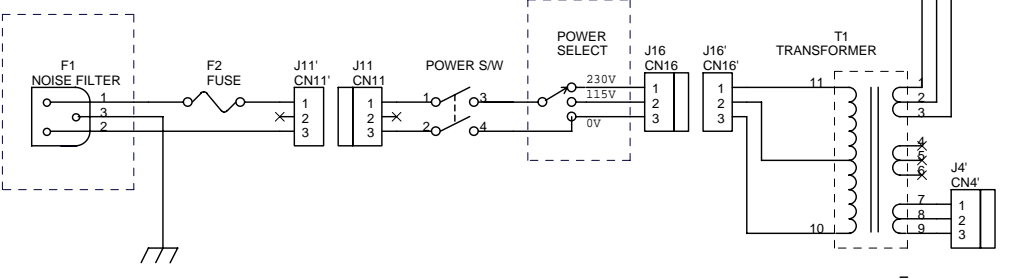 F1
NOISE FILTER
1
3
2
F2
FUSE
J11'
CN11'
1
2
3
J11
CN11
1
2
3
POWER S/W
1
3
2
4
POWER
SELECT
230V
115V
0V
J16
CN16
1
2
3
J16'
CN16'
1
2
3
T1
TRANSFORMER
11
10
1
2
3
4
5
6
7
8
9
J4'
CN4'
1
2
3